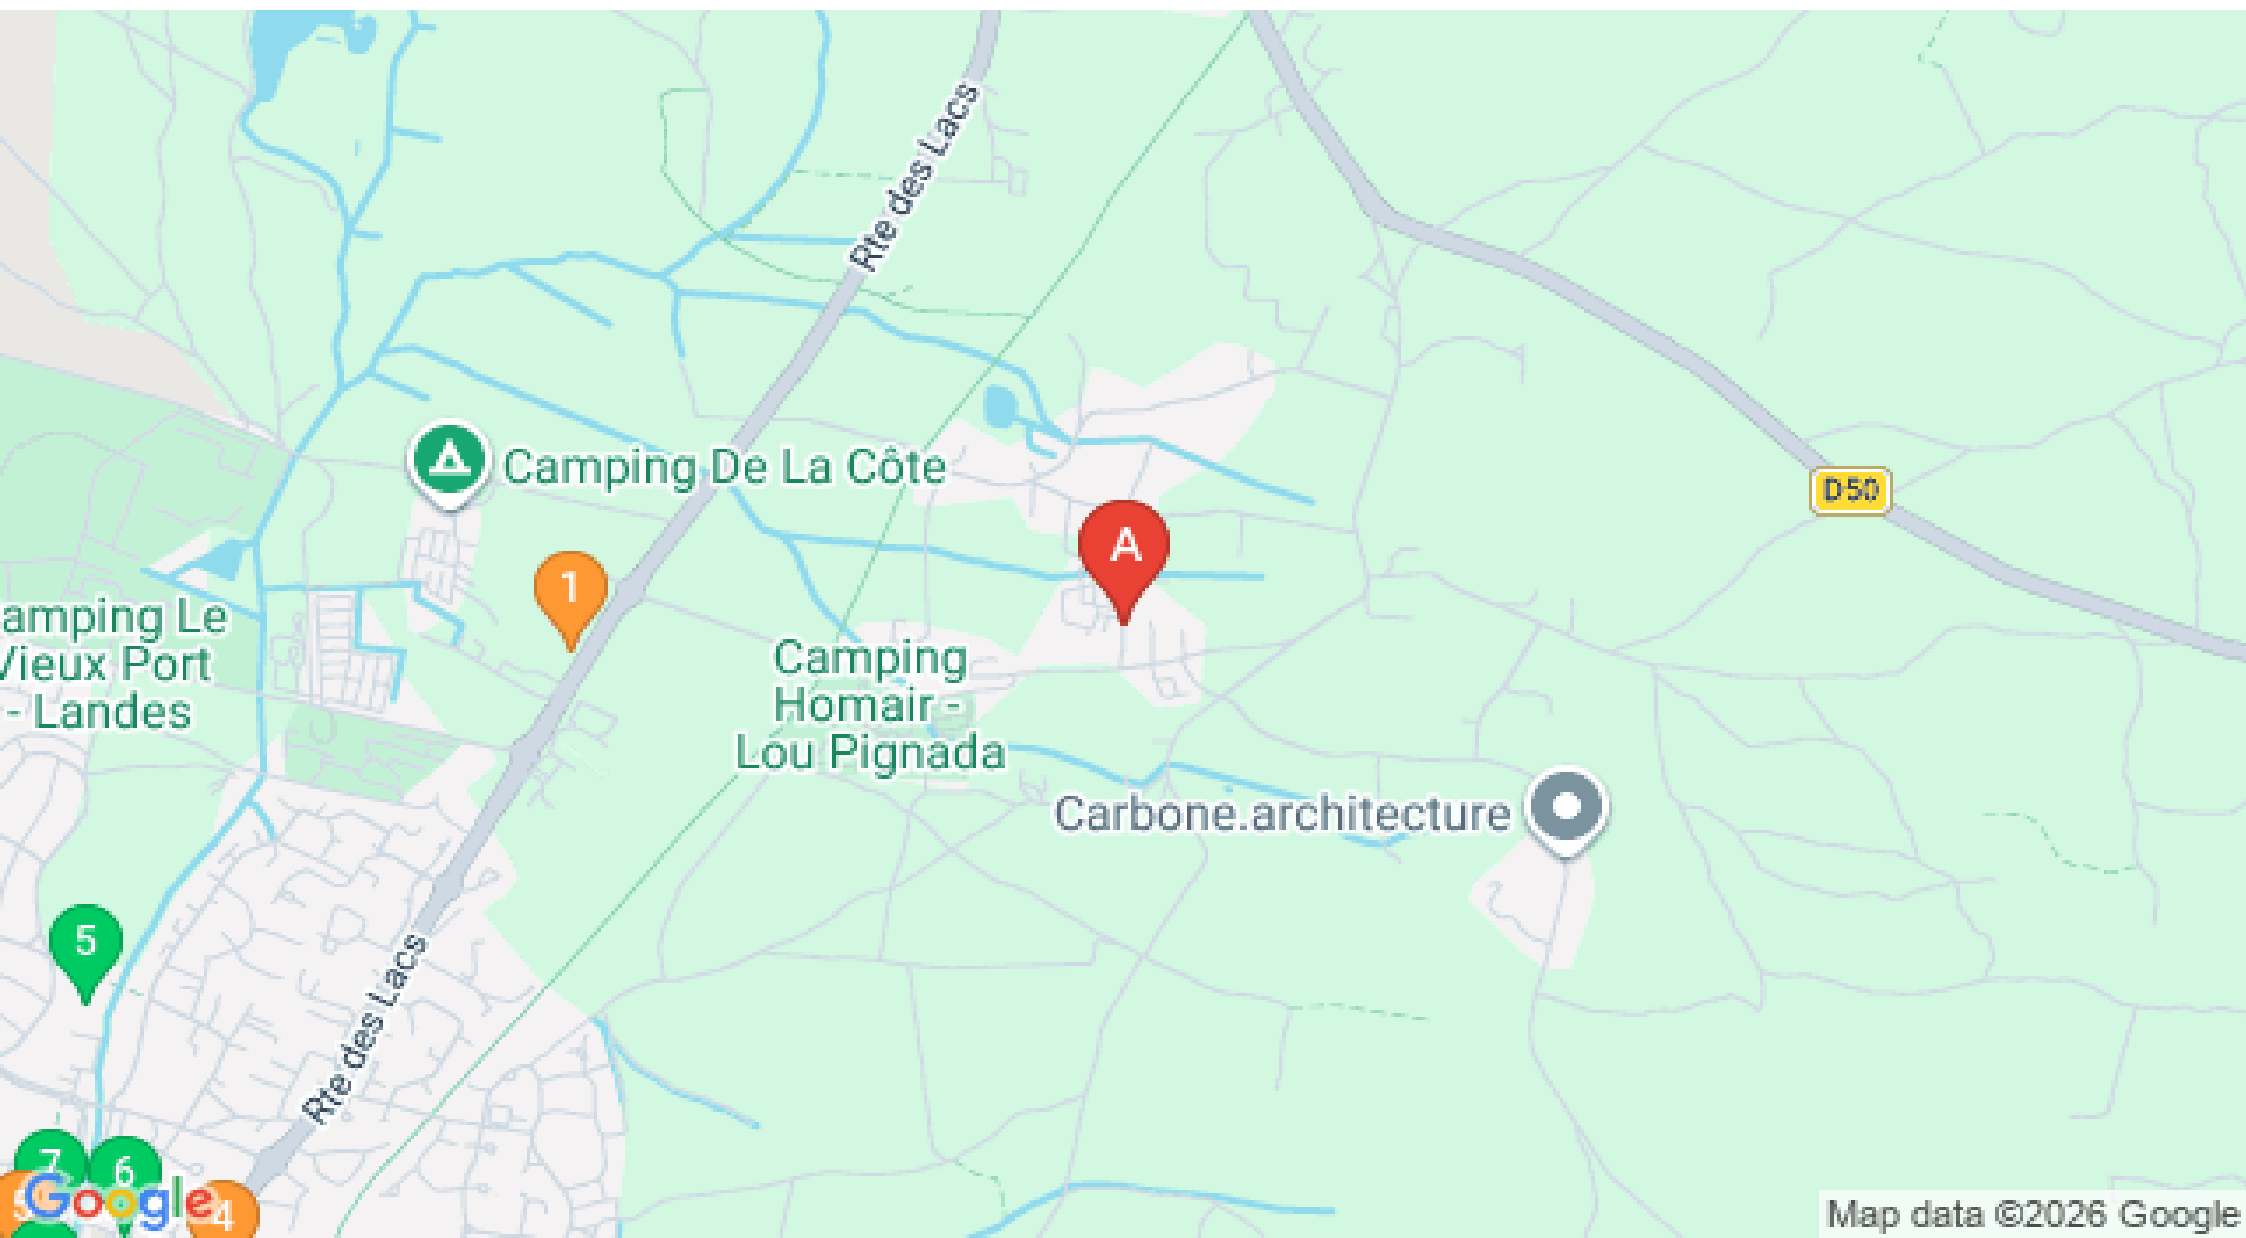 Rte des Lacs
Camping De La Côte
D50
A
1
amping Le
Vieux Port
- Landes
Camping
Homair -
Lou Pignada
Carbone.architecture
5
Rte des Lacs
7
6
5
4
Google
Map data ©2026 Google